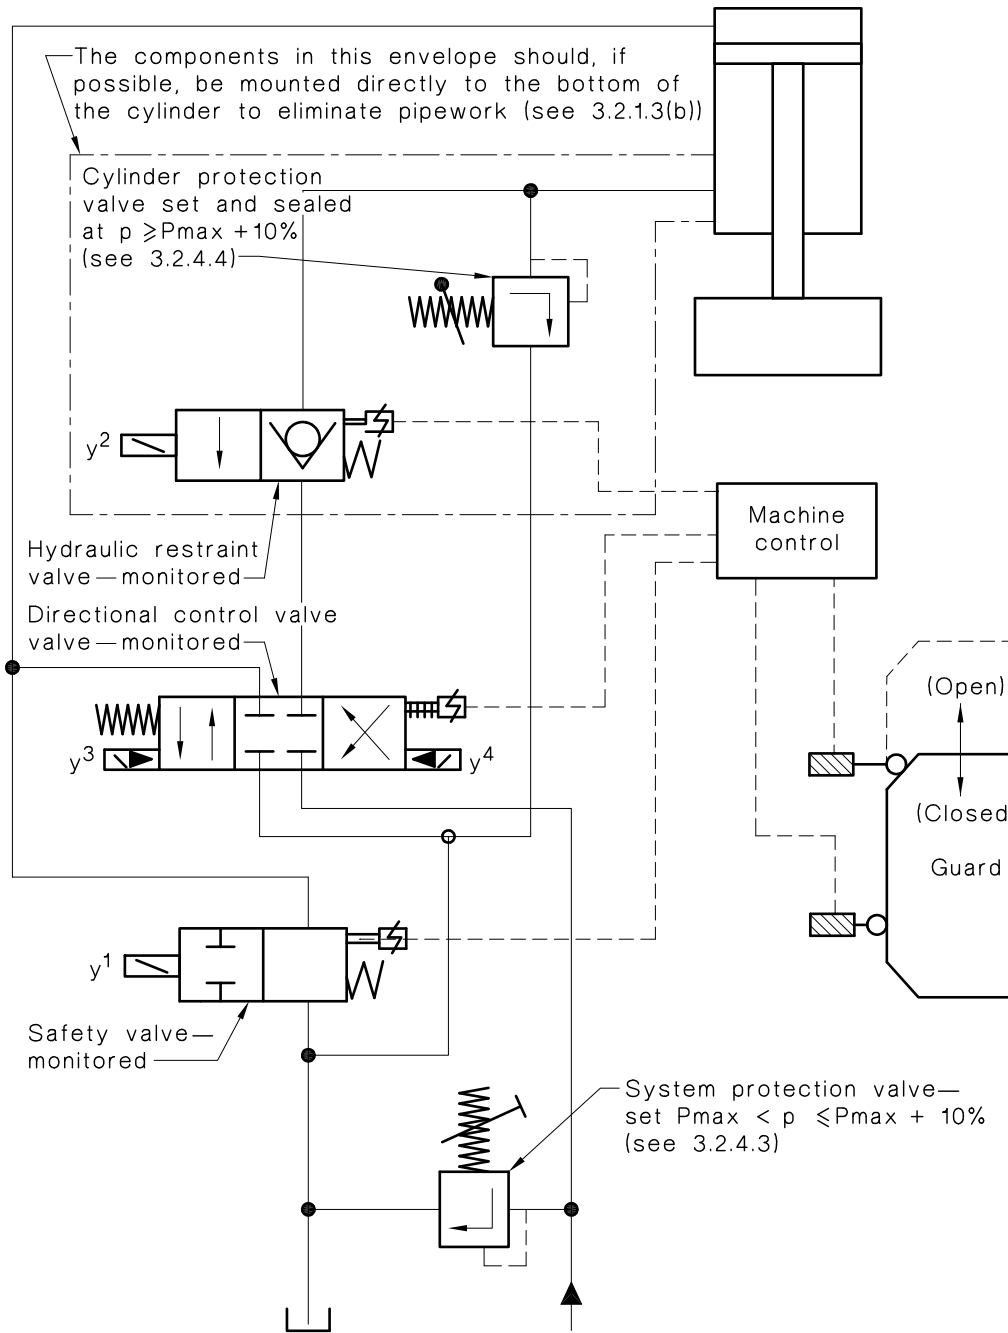 The components in this envelope should, if
possible, be mounted directly to the bottom of
the cylinder to eliminate pipework (see 3.2.1.3(b))
Cylinder protection
valve set and sealed
at p ⩾Pmax +10%
(see 3.2.4.4)
y²
Hydraulic restraint
valve—monitored
Machine
control
Directional control valve
valve—monitored
(Open)
y³
y⁴
(Closed
Guard
y¹
Safety valve—
monitored
System protection valve—
set Pmax < p ⩽Pmax + 10%
(see 3.2.4.3)